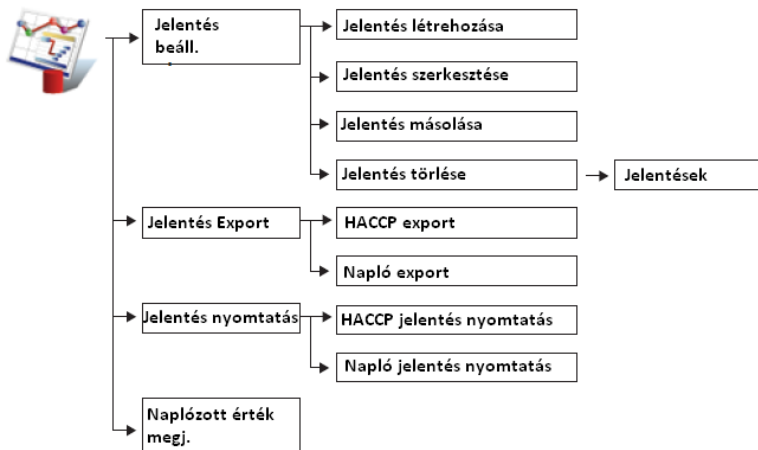 Jelentés
beáll.
Jelentés létrehozása
Jelentés szerkesztése
Jelentés másolása
Jelentés törlése
Jelentések
Jelentés Export
HACCP export
Napló export
Jelentés nyomtatás
HACCP jelentés nyomtatás
Napló jelentés nyomtatás
Naplózott érték
megj.